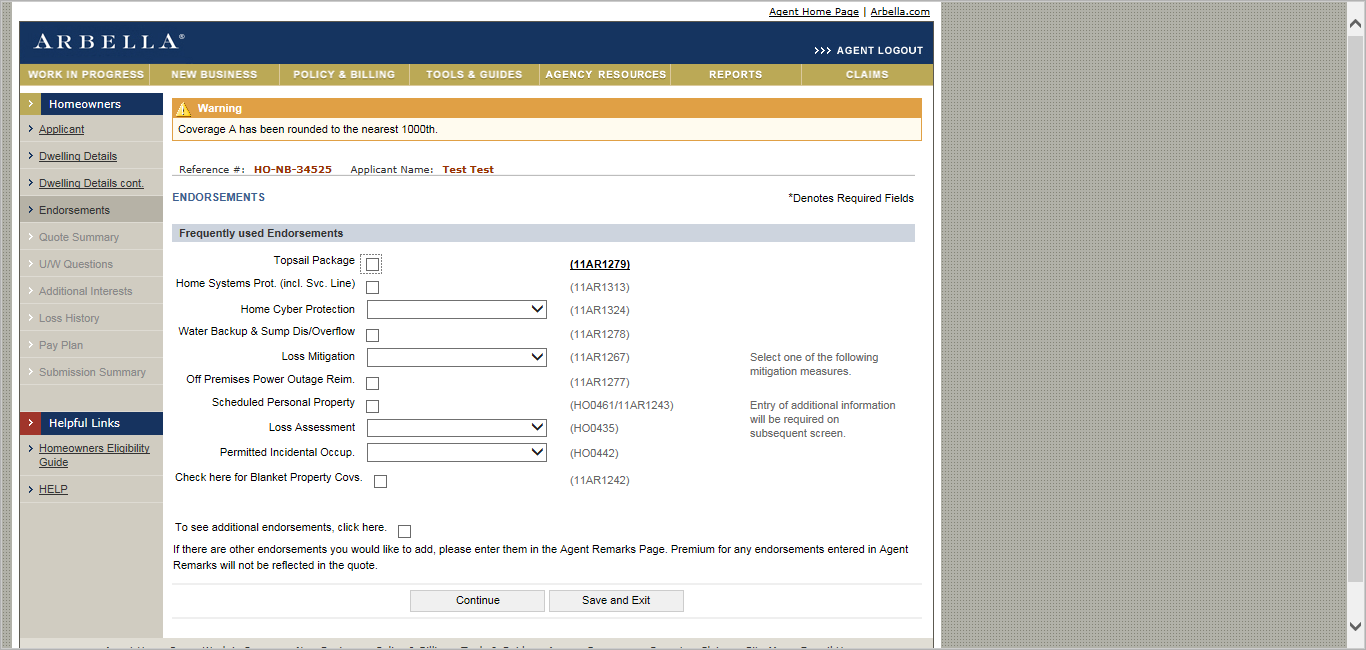 Agent Home Page | Arbella.com
ARBELLA®
>>> AGENT LOGOUT
WORK IN PROGRESS NEW BUSINESS POLICY & BILLING TOOLS & GUIDES AGENCY RESOURCES REPORTS CLAIMS
Homeowners
Applicant
Dwelling Details
Dwelling Details cont.
Endorsements
Quote Summary
U/W Questions
Additional Interests
Loss History
Pay Plan
Submission Summary
Helpful Links
Homeowners Eligibility
Guide
HELP
Warning
Coverage A has been rounded to the nearest 1000th.
Reference #: HO-NB-34525 Applicant Name: Test Test
ENDORSEMENTS
*Denotes Required Fields
Frequently used Endorsements
Topsail Package (11AR1279)
Home Systems Prot. (incl. Svc. Line) (11AR1313)
Home Cyber Protection (11AR1324)
Water Backup & Sump Dis/Overflow (11AR1278)
Loss Mitigation (11AR1267) Select one of the following
mitigation measures.
Off Premises Power Outage Reim. (11AR1277)
Scheduled Personal Property (HO0461/11AR1243) Entry of additional information
will be required on
subsequent screen.
Loss Assessment (HO0435)
Permitted Incidental Occup. (HO0442)
Check here for Blanket Property Covs. (11AR1242)
To see additional endorsements, click here.
If there are other endorsements you would like to add, please enter them in the Agent Remarks Page. Premium for any endorsements entered in Agent
Remarks will not be reflected in the quote.
Continue Save and Exit